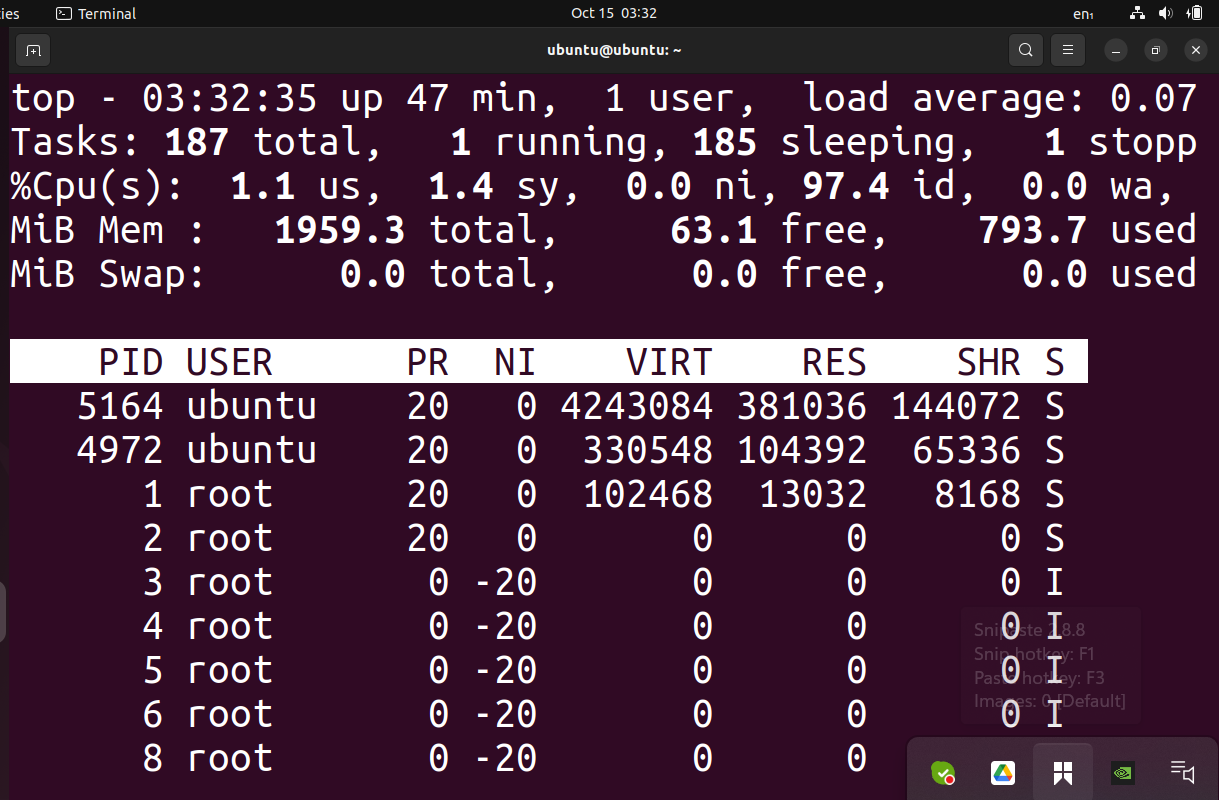 ies Terminal Oct 15 03:32 en₁
ubuntu@ubuntu: ~
top - 03:32:35 up 47 min, 1 user, load average: 0.07
Tasks: 187 total, 1 running, 185 sleeping, 1 stopp
%Cpu(s): 1.1 us, 1.4 sy, 0.0 ni, 97.4 id, 0.0 wa,
MiB Mem : 1959.3 total, 63.1 free, 793.7 used
MiB Swap: 0.0 total, 0.0 free, 0.0 used
PID USER PR NI VIRT RES SHR S
5164 ubuntu 20 0 4243084 381036 144072 S
4972 ubuntu 20 0 330548 104392 65336 S
1 root 20 0 102468 13032 8168 S
2 root 20 0 0 0 0 S
3 root 0 -20 0 0 0 I
4 root 0 -20 0 0 0 I
5 root 0 -20 0 0 0 I
6 root 0 -20 0 0 0 I
8 root 0 -20 0 0
Snipaste 2.8.8
Snip hotkey: F1
Paste hotkey: F3
Images: 0 [Default]